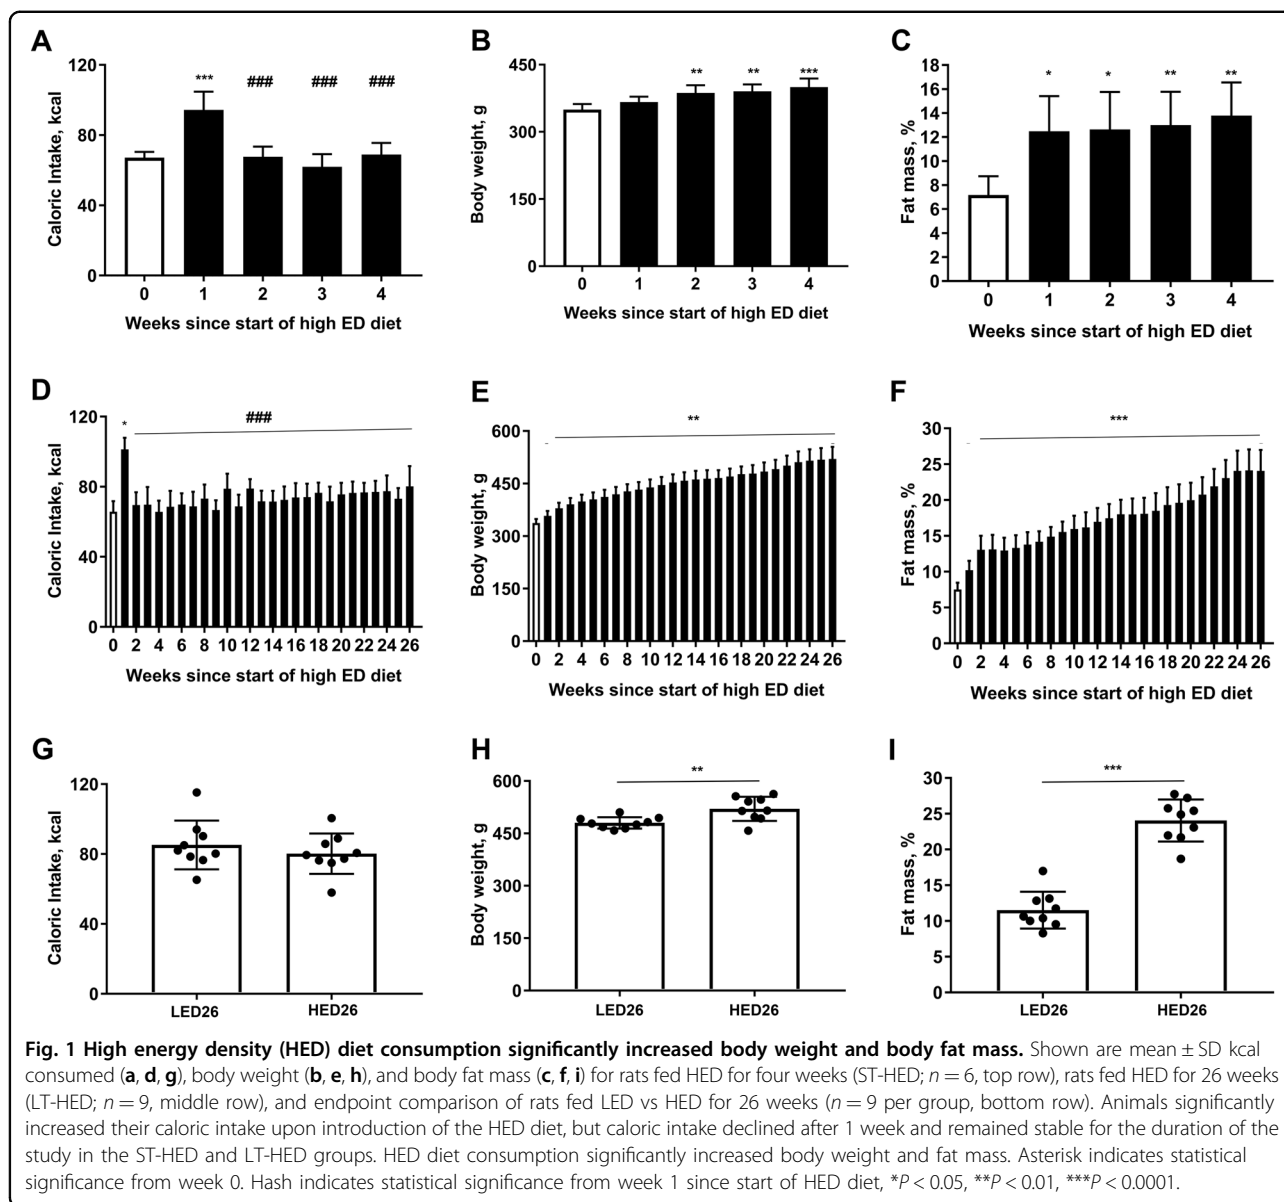 A
Caloric Intake, kcal
120
80
40
0
***
###
###
###
0 1 2 3 4
Weeks since start of high ED diet
B
Body weight, g
450
300
150
0
**
**
***
0 1 2 3 4
Weeks since start of high ED diet
C
Fat mass, %
18
16
14
12
10
8
6
4
2
0
*
*
**
**
0 1 2 3 4
Weeks since start of high ED diet
D
Caloric Intake, kcal
120
80
40
0
*
###
0 2 4 6 8 10 12 14 16 18 20 22 24 26
Weeks since start of high ED diet
E
Body weight, g
600
450
300
150
0
**
0 2 4 6 8 10 12 14 16 18 20 22 24 26
Weeks since start of high ED diet
F
Fat mass, %
30
25
20
15
10
5
0
***
0 2 4 6 8 10 12 14 16 18 20 22 24 26
Weeks since start of high ED diet
G
Caloric Intake, kcal
120
80
40
0
LED26 HED26
H
Body weight, g
600
450
300
150
0
**
LED26 HED26
I
Fat mass, %
30
25
20
15
10
5
0
***
LED26 HED26
Fig. 1 High energy density (HED) diet consumption significantly increased body weight and body fat mass. Shown are mean ± SD kcal
consumed (a, d, g), body weight (b, e, h), and body fat mass (c, f, i) for rats fed HED for four weeks (ST-HED; n = 6, top row), rats fed HED for 26 weeks
(LT-HED; n = 9, middle row), and endpoint comparison of rats fed LED vs HED for 26 weeks (n = 9 per group, bottom row). Animals significantly
increased their caloric intake upon introduction of the HED diet, but caloric intake declined after 1 week and remained stable for the duration of the
study in the ST-HED and LT-HED groups. HED diet consumption significantly increased body weight and fat mass. Asterisk indicates statistical
significance from week 0. Hash indicates statistical significance from week 1 since start of HED diet, *P < 0.05, **P < 0.01, ***P < 0.0001.